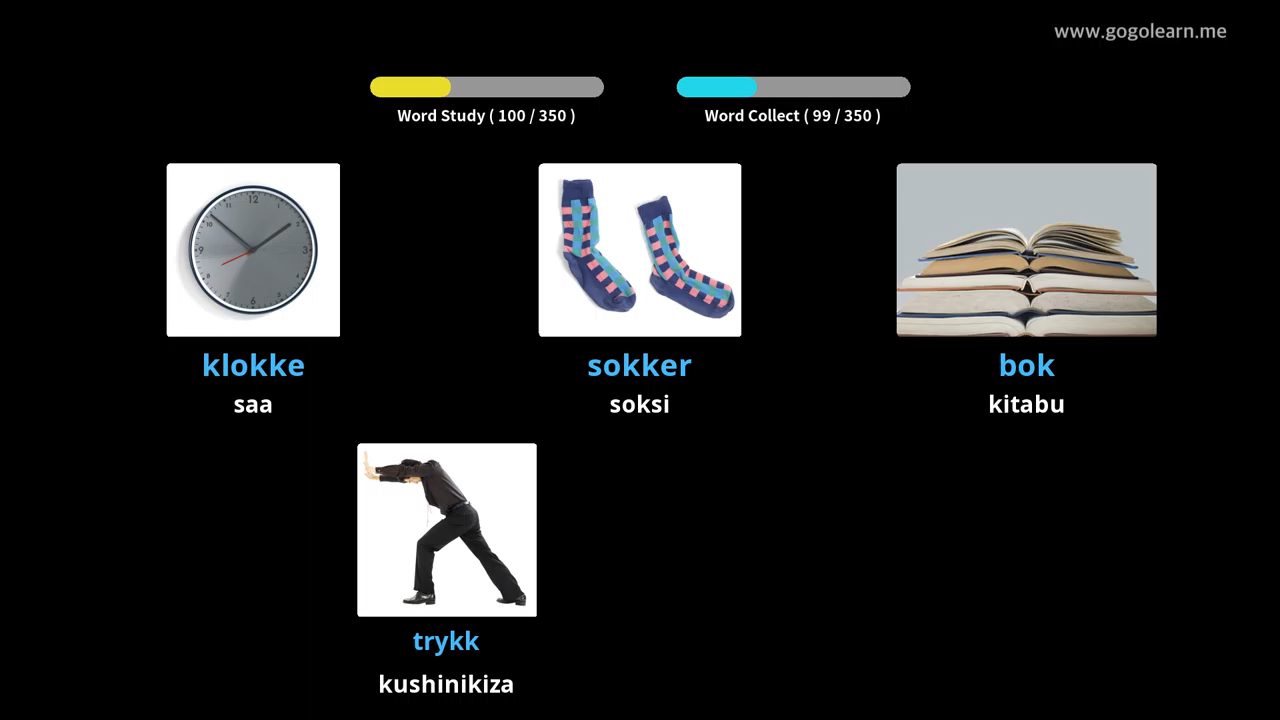 www.gogolearn.me
Word Study ( 100 / 350 )
Word Collect ( 99 / 350 )
klokke
saa
sokker
soksi
bok
kitabu
trykk
kushinikiza